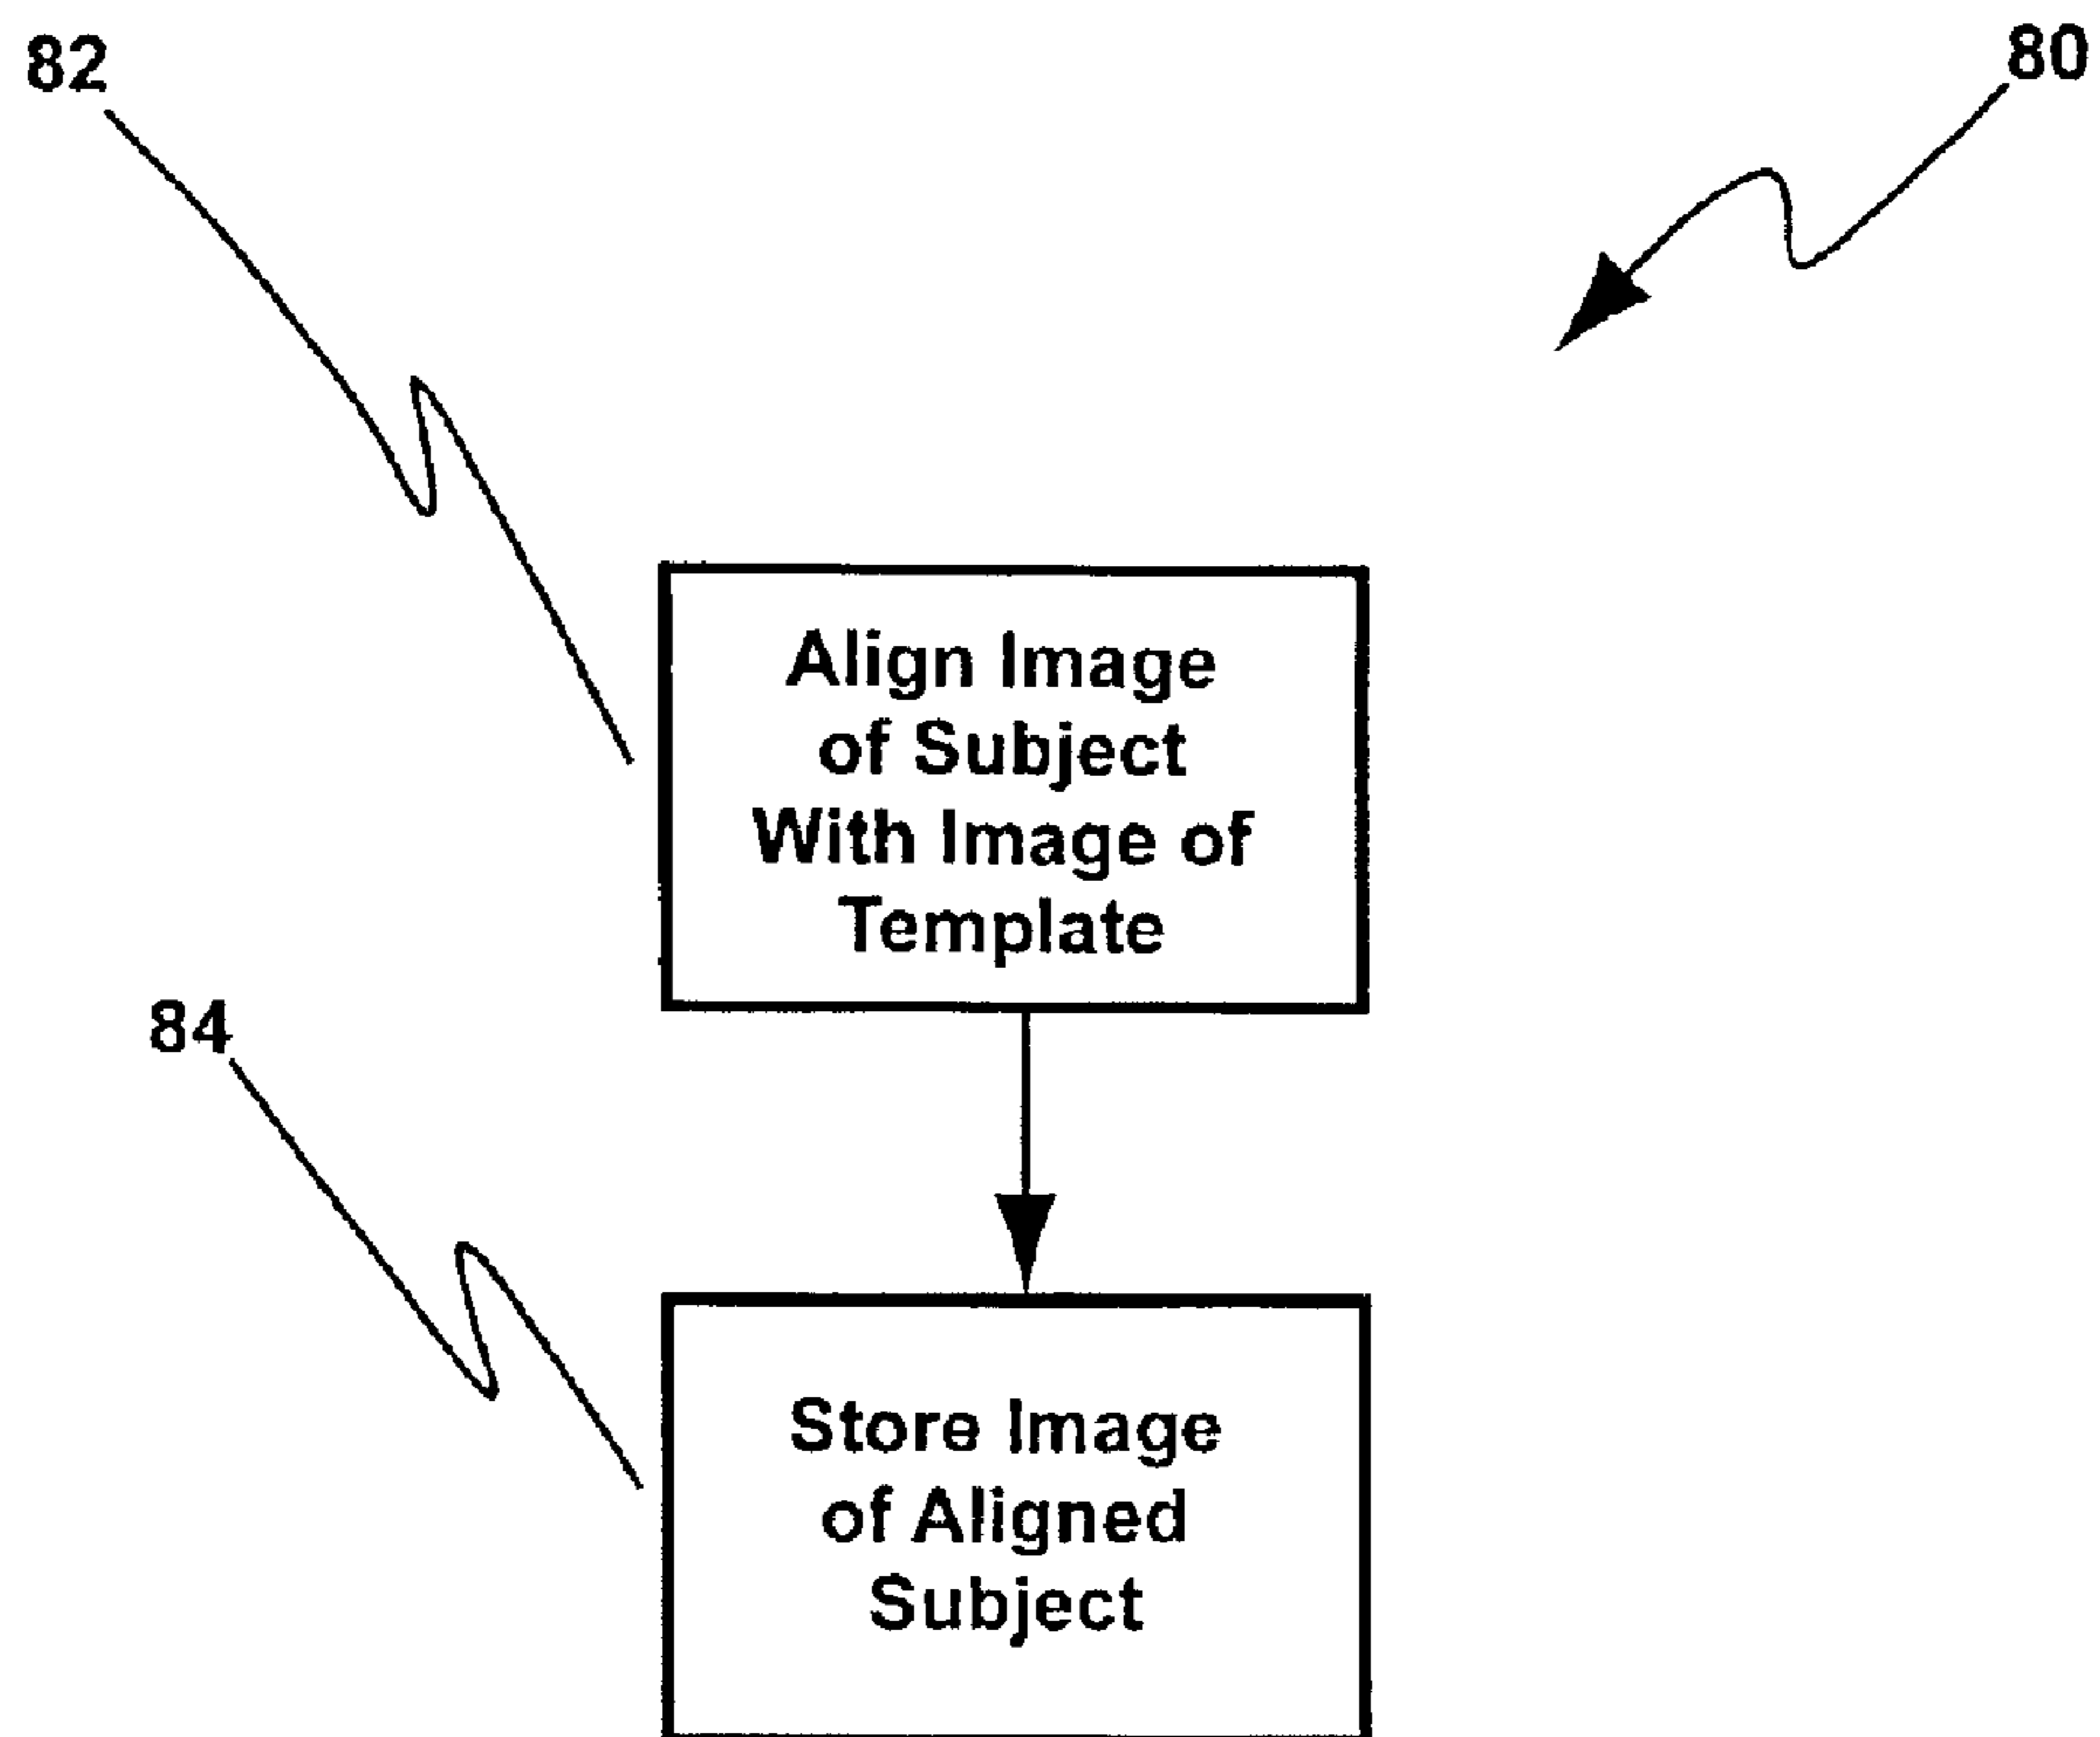 82
80
Align Image
of Subject
With Image of
Template
84
Store Image
of Aligned
Subject